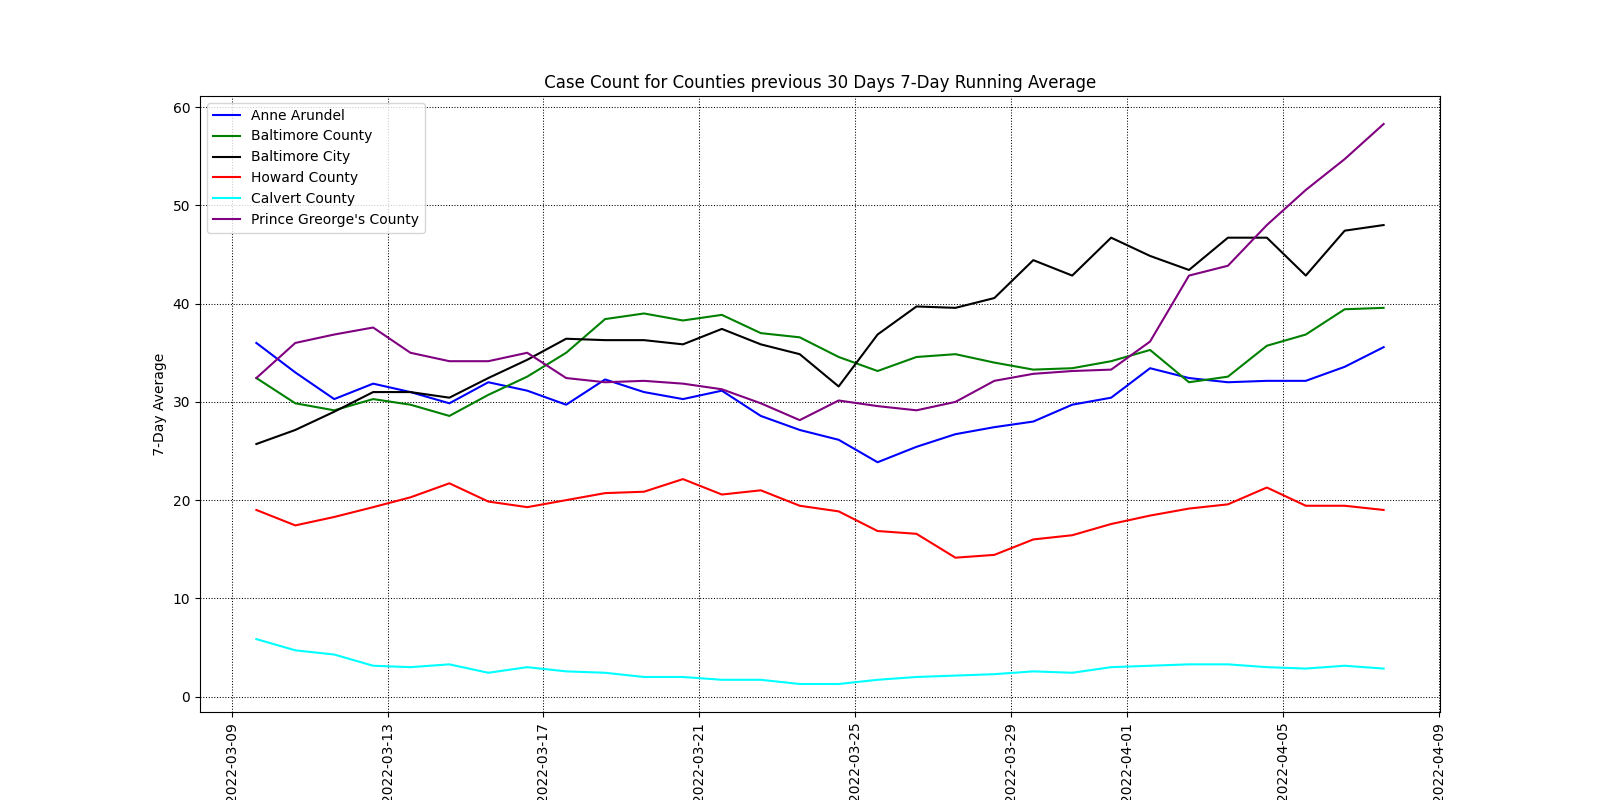 Case Count for Counties previous 30 Days 7-Day Running Average
60
50
40
30
20
10
0
7-Day Average
Anne Arundel
Baltimore County
Baltimore City
Howard County
Calvert County
Prince Greorge's County
2022-03-09
2022-03-13
2022-03-17
2022-03-21
2022-03-25
2022-03-29
2022-04-01
2022-04-05
2022-04-09